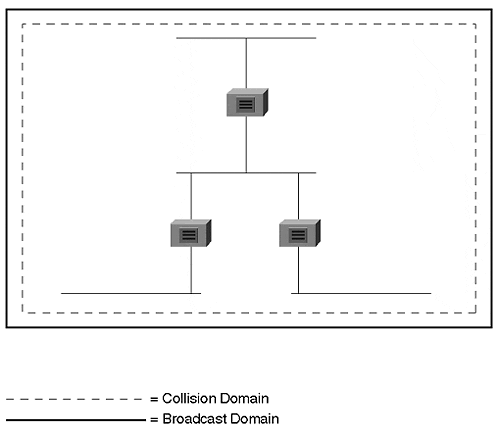 = Collision Domain
= Broadcast Domain